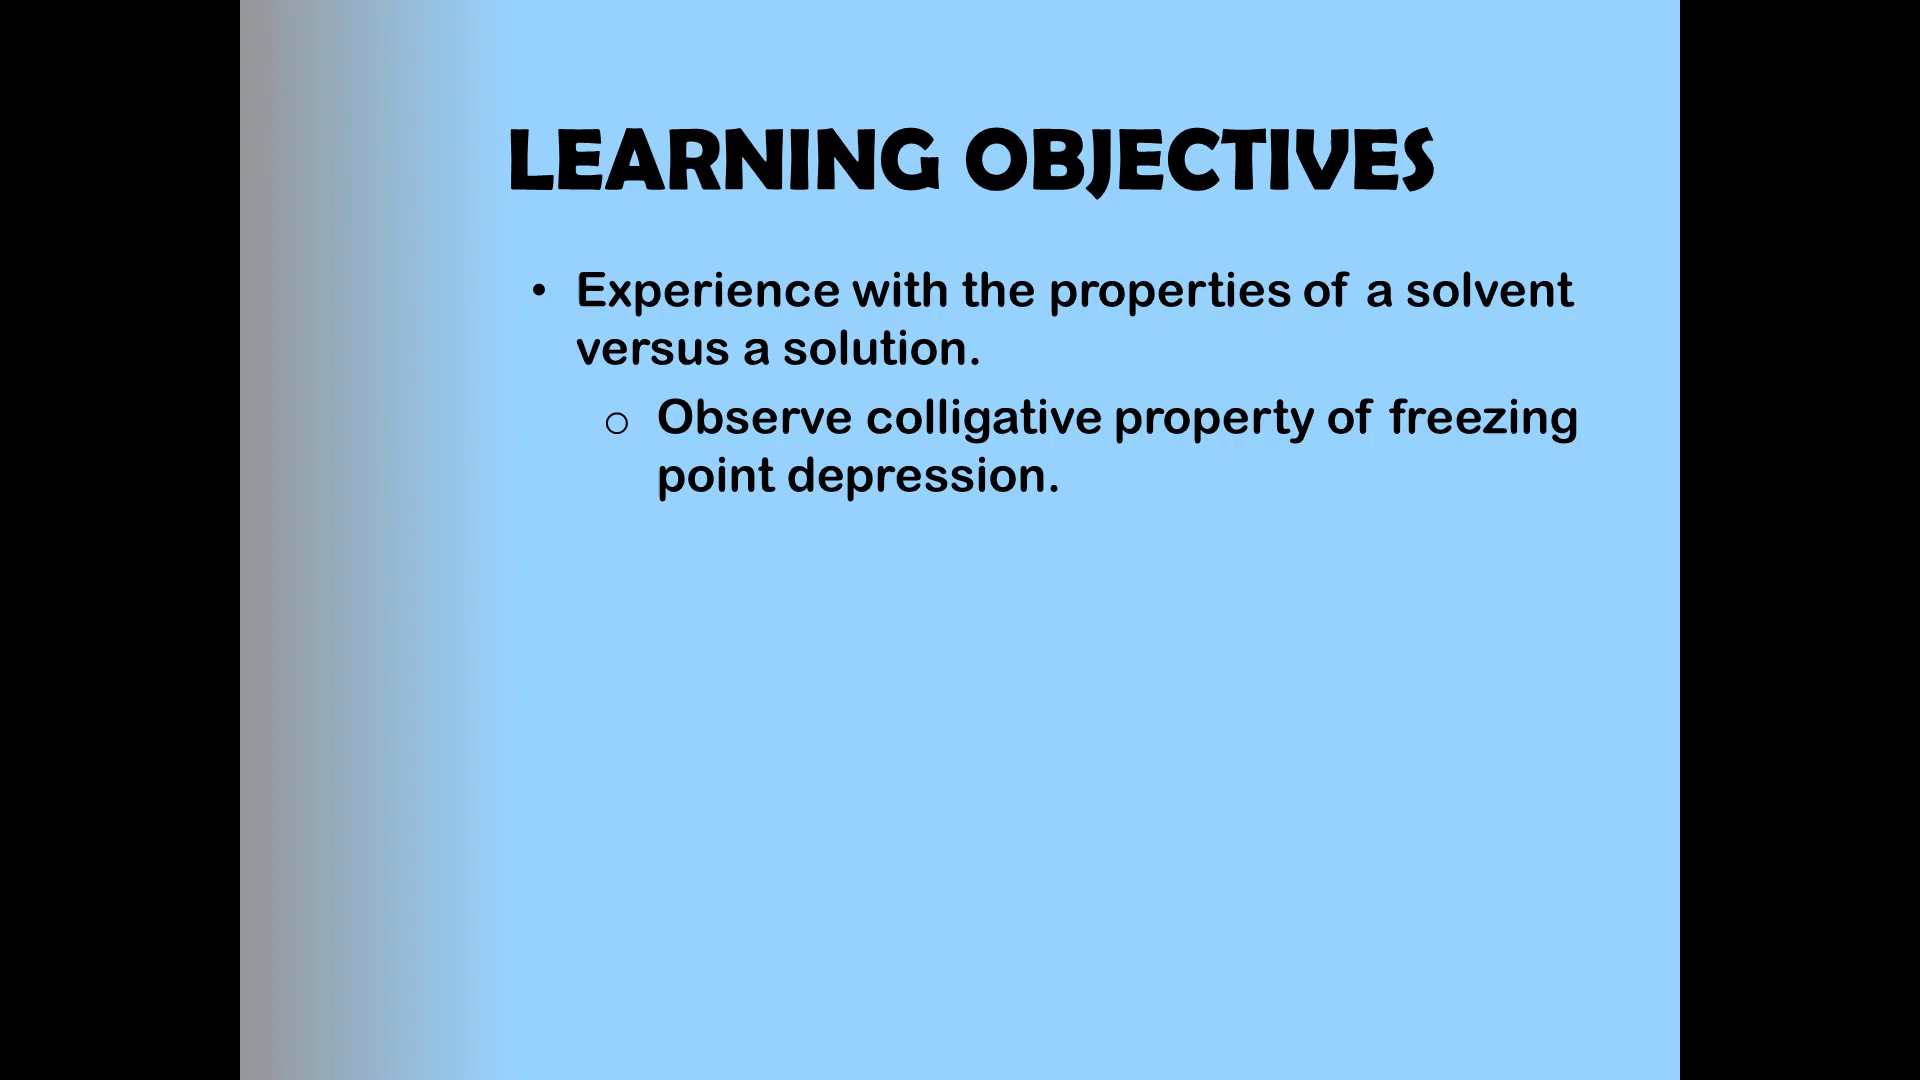 LEARNING OBJECTIVES
• Experience with the properties of a solvent
versus a solution.
o Observe colligative property of freezing
point depression.